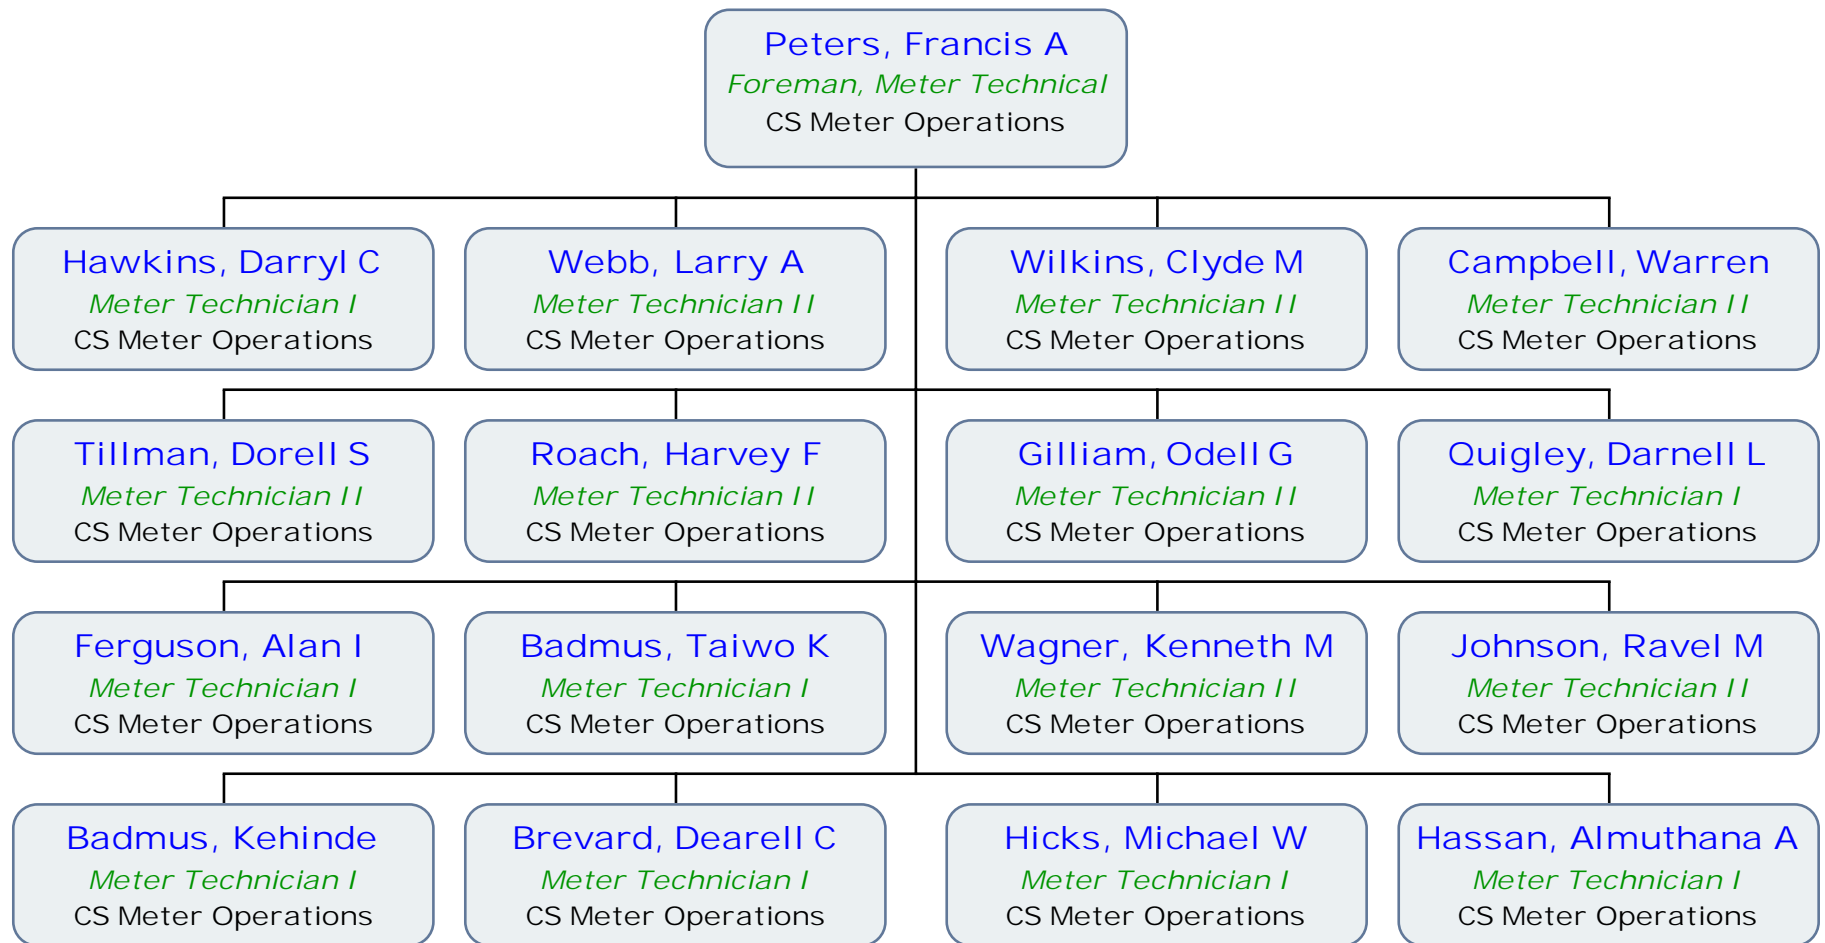 Peters, Francis A
Foreman, Meter Technical
CS Meter Operations
Hawkins, Darryl C
Meter Technician I
CS Meter Operations
Webb, Larry A
Meter Technician II
CS Meter Operations
Wilkins, Clyde M
Meter Technician II
CS Meter Operations
Campbell, Warren
Meter Technician II
CS Meter Operations
Tillman, Dorell S
Meter Technician II
CS Meter Operations
Roach, Harvey F
Meter Technician II
CS Meter Operations
Gilliam, Odell G
Meter Technician II
CS Meter Operations
Quigley, Darnell L
Meter Technician I
CS Meter Operations
Ferguson, Alan I
Meter Technician I
CS Meter Operations
Badmus, Taiwo K
Meter Technician I
CS Meter Operations
Wagner, Kenneth M
Meter Technician II
CS Meter Operations
Johnson, Ravel M
Meter Technician II
CS Meter Operations
Badmus, Kehinde
Meter Technician I
CS Meter Operations
Brevard, Dearell C
Meter Technician I
CS Meter Operations
Hicks, Michael W
Meter Technician I
CS Meter Operations
Hassan, Almuthana A
Meter Technician I
CS Meter Operations